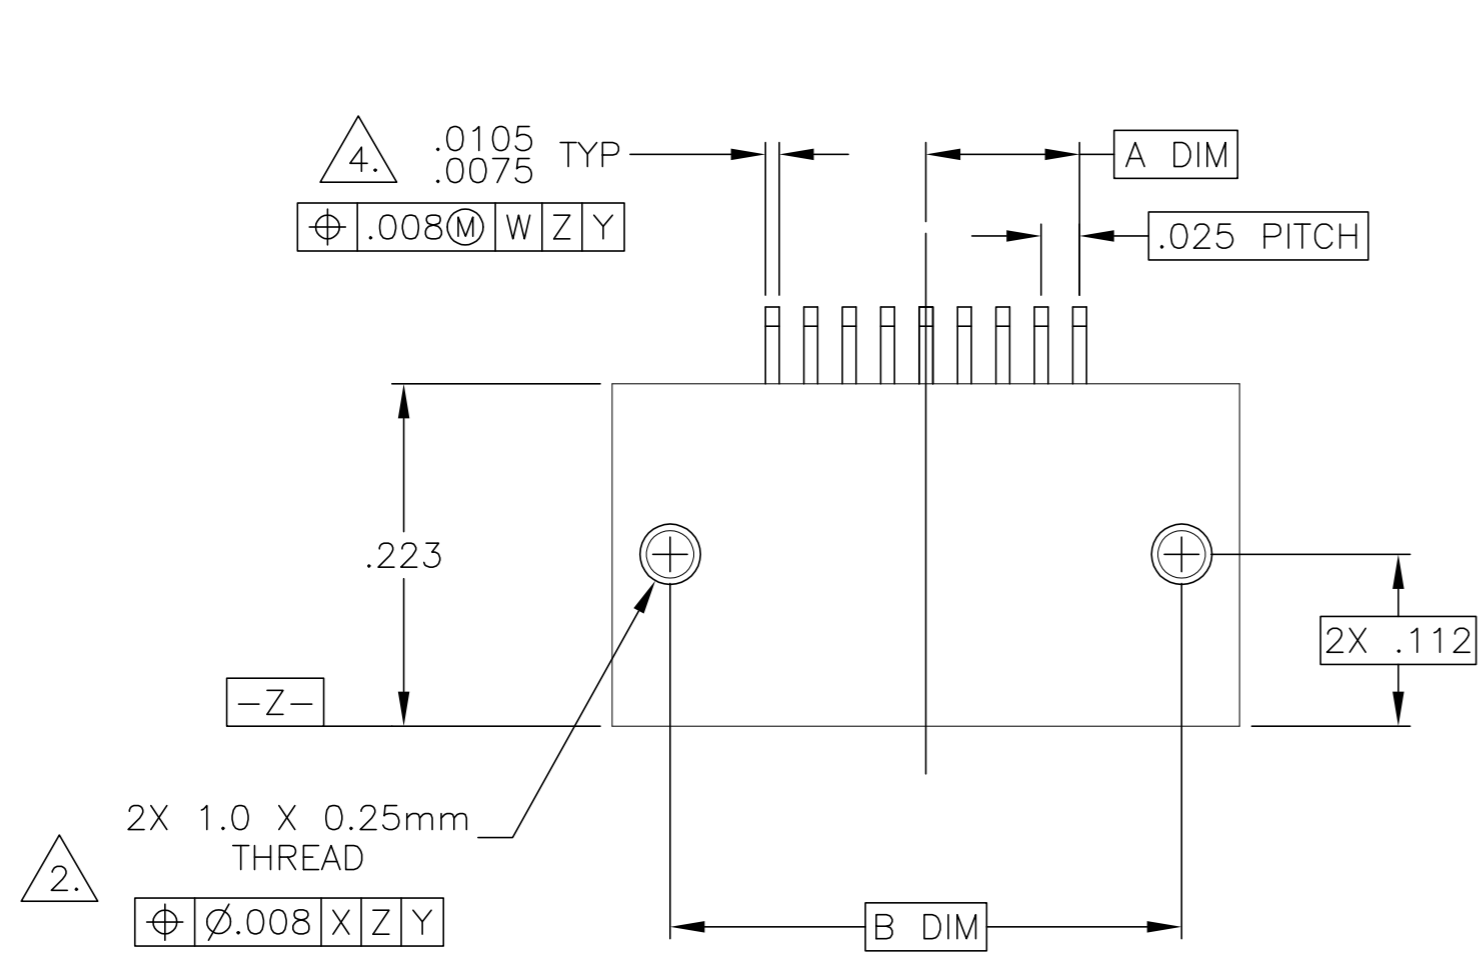 4.
.0105
.0075
TYP
A DIM
⌖ .008Ⓜ W Z Y
.025 PITCH
.223
2X .112
-Z-
2X 1.0 X 0.25mm
THREAD
2.
⌖ Ø.008 X Z Y
B DIM